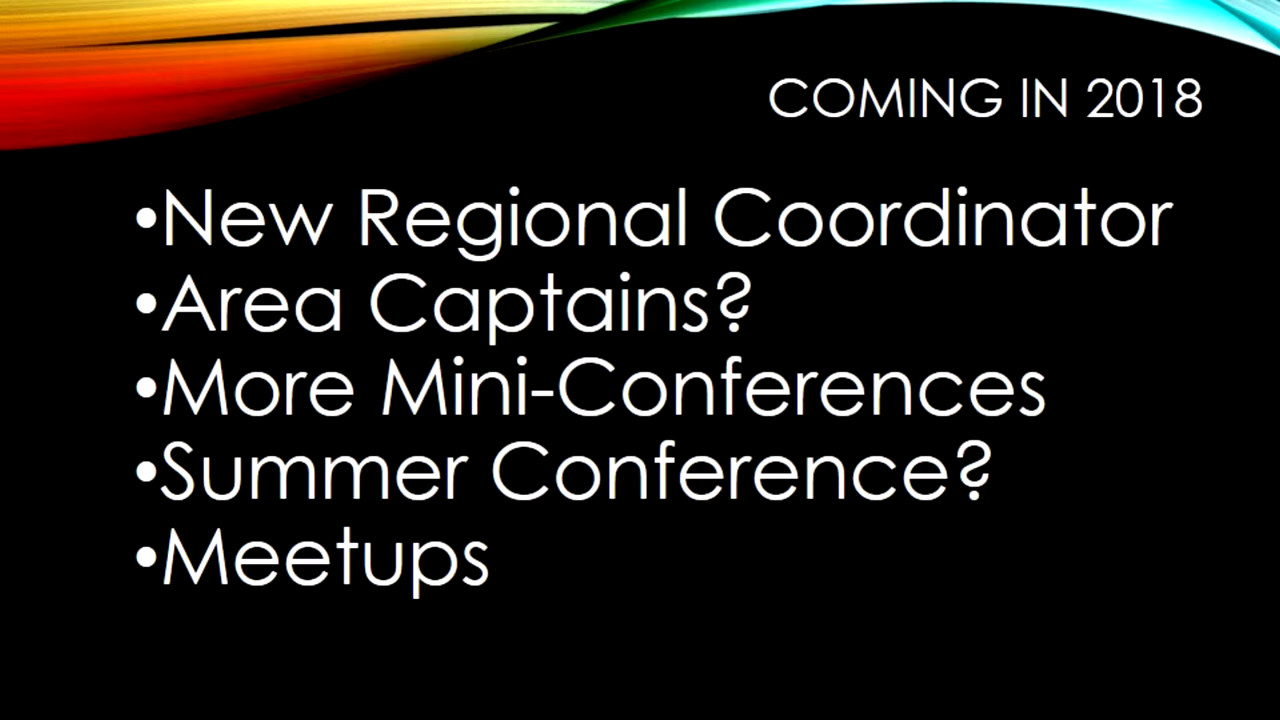 COMING IN 2018
•New Regional Coordinator
•Area Captains?
•More Mini-Conferences
•Summer Conference?
•Meetups